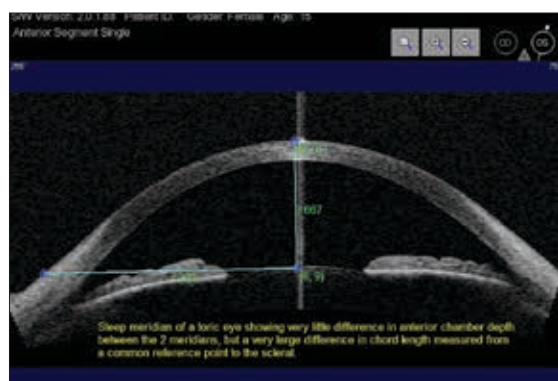 S/W Version: 2.0.1.88 Patient ID: Gender: Female Age: 15
Anterior Segment Single
OD OS
1667
Steep meridian of a toric eye showing very little difference in anterior chamber depth
between the 2 meridians, but a very large difference in chord length measured from
a common reference point to the scleral.